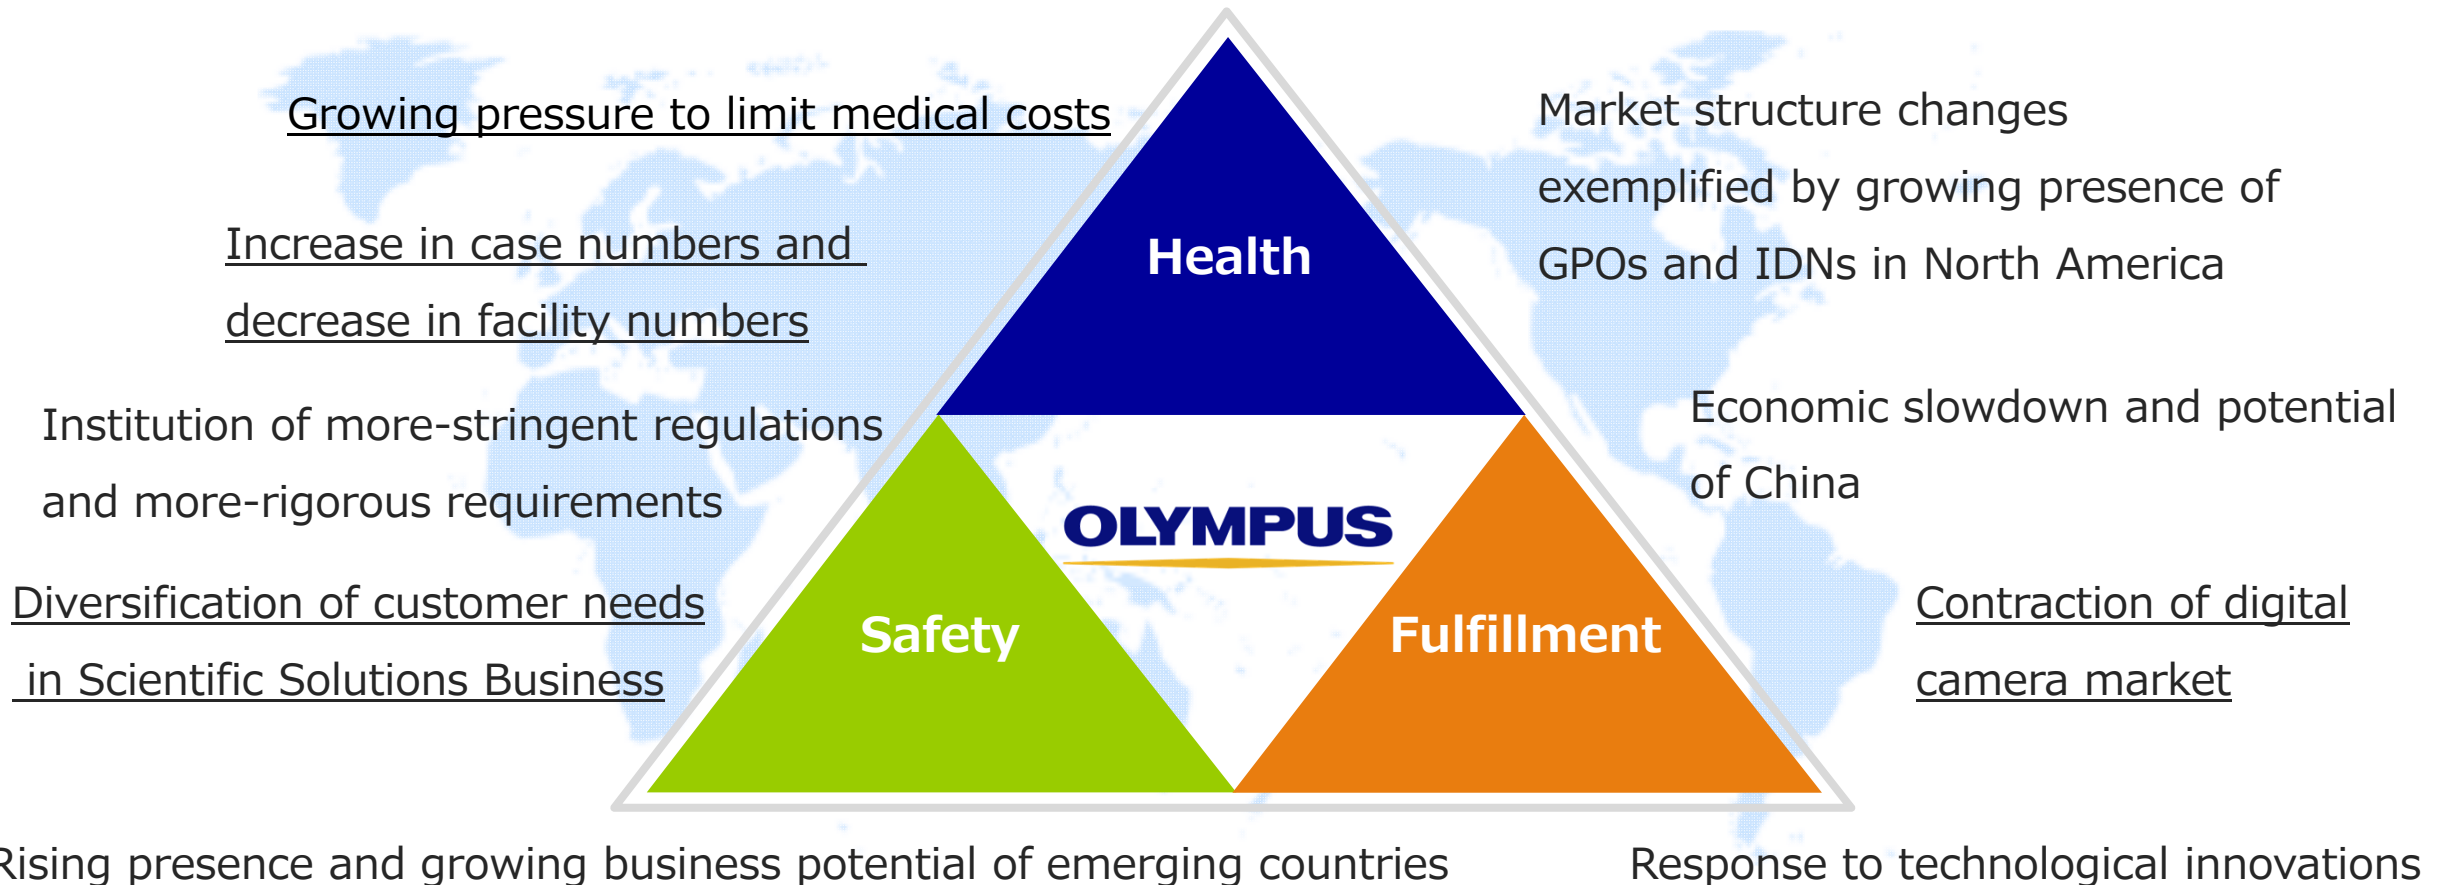 Growing pressure to limit medical costs
Increase in case numbers and
decrease in facility numbers
Institution of more-stringent regulations
and more-rigorous requirements
Diversification of customer needs
in Scientific Solutions Business
Health
Safety
OLYMPUS
Fulfillment
Market structure changes
exemplified by growing presence of
GPOs and IDNs in North America
Economic slowdown and potential
of China
Contraction of digital
camera market
Rising presence and growing business potential of emerging countries
Response to technological innovations